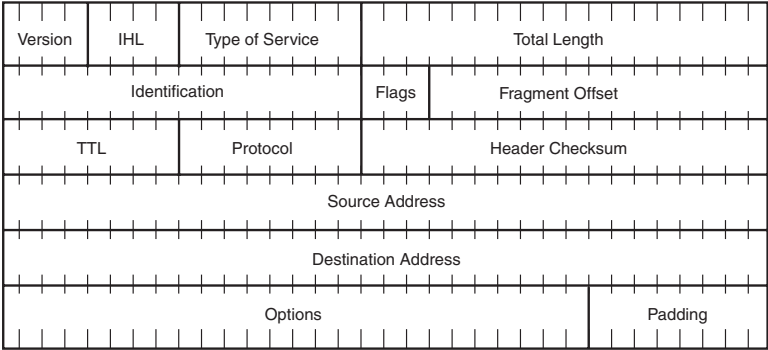 Version IHL Type of Service Total Length
Identification Flags Fragment Offset
TTL Protocol Header Checksum
Source Address
Destination Address
Options Padding